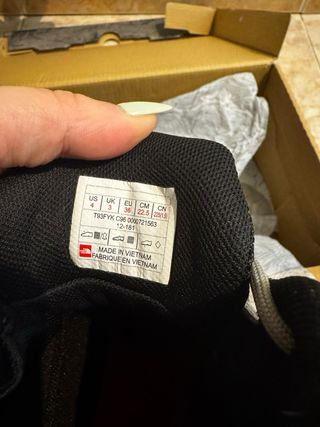 US UK EU CM CN
4 3 36 22.5 225/1.5
T93FYK C96 0000721563
12-181
MADE IN VIETNAM
FABRIQUE EN VIETNAM